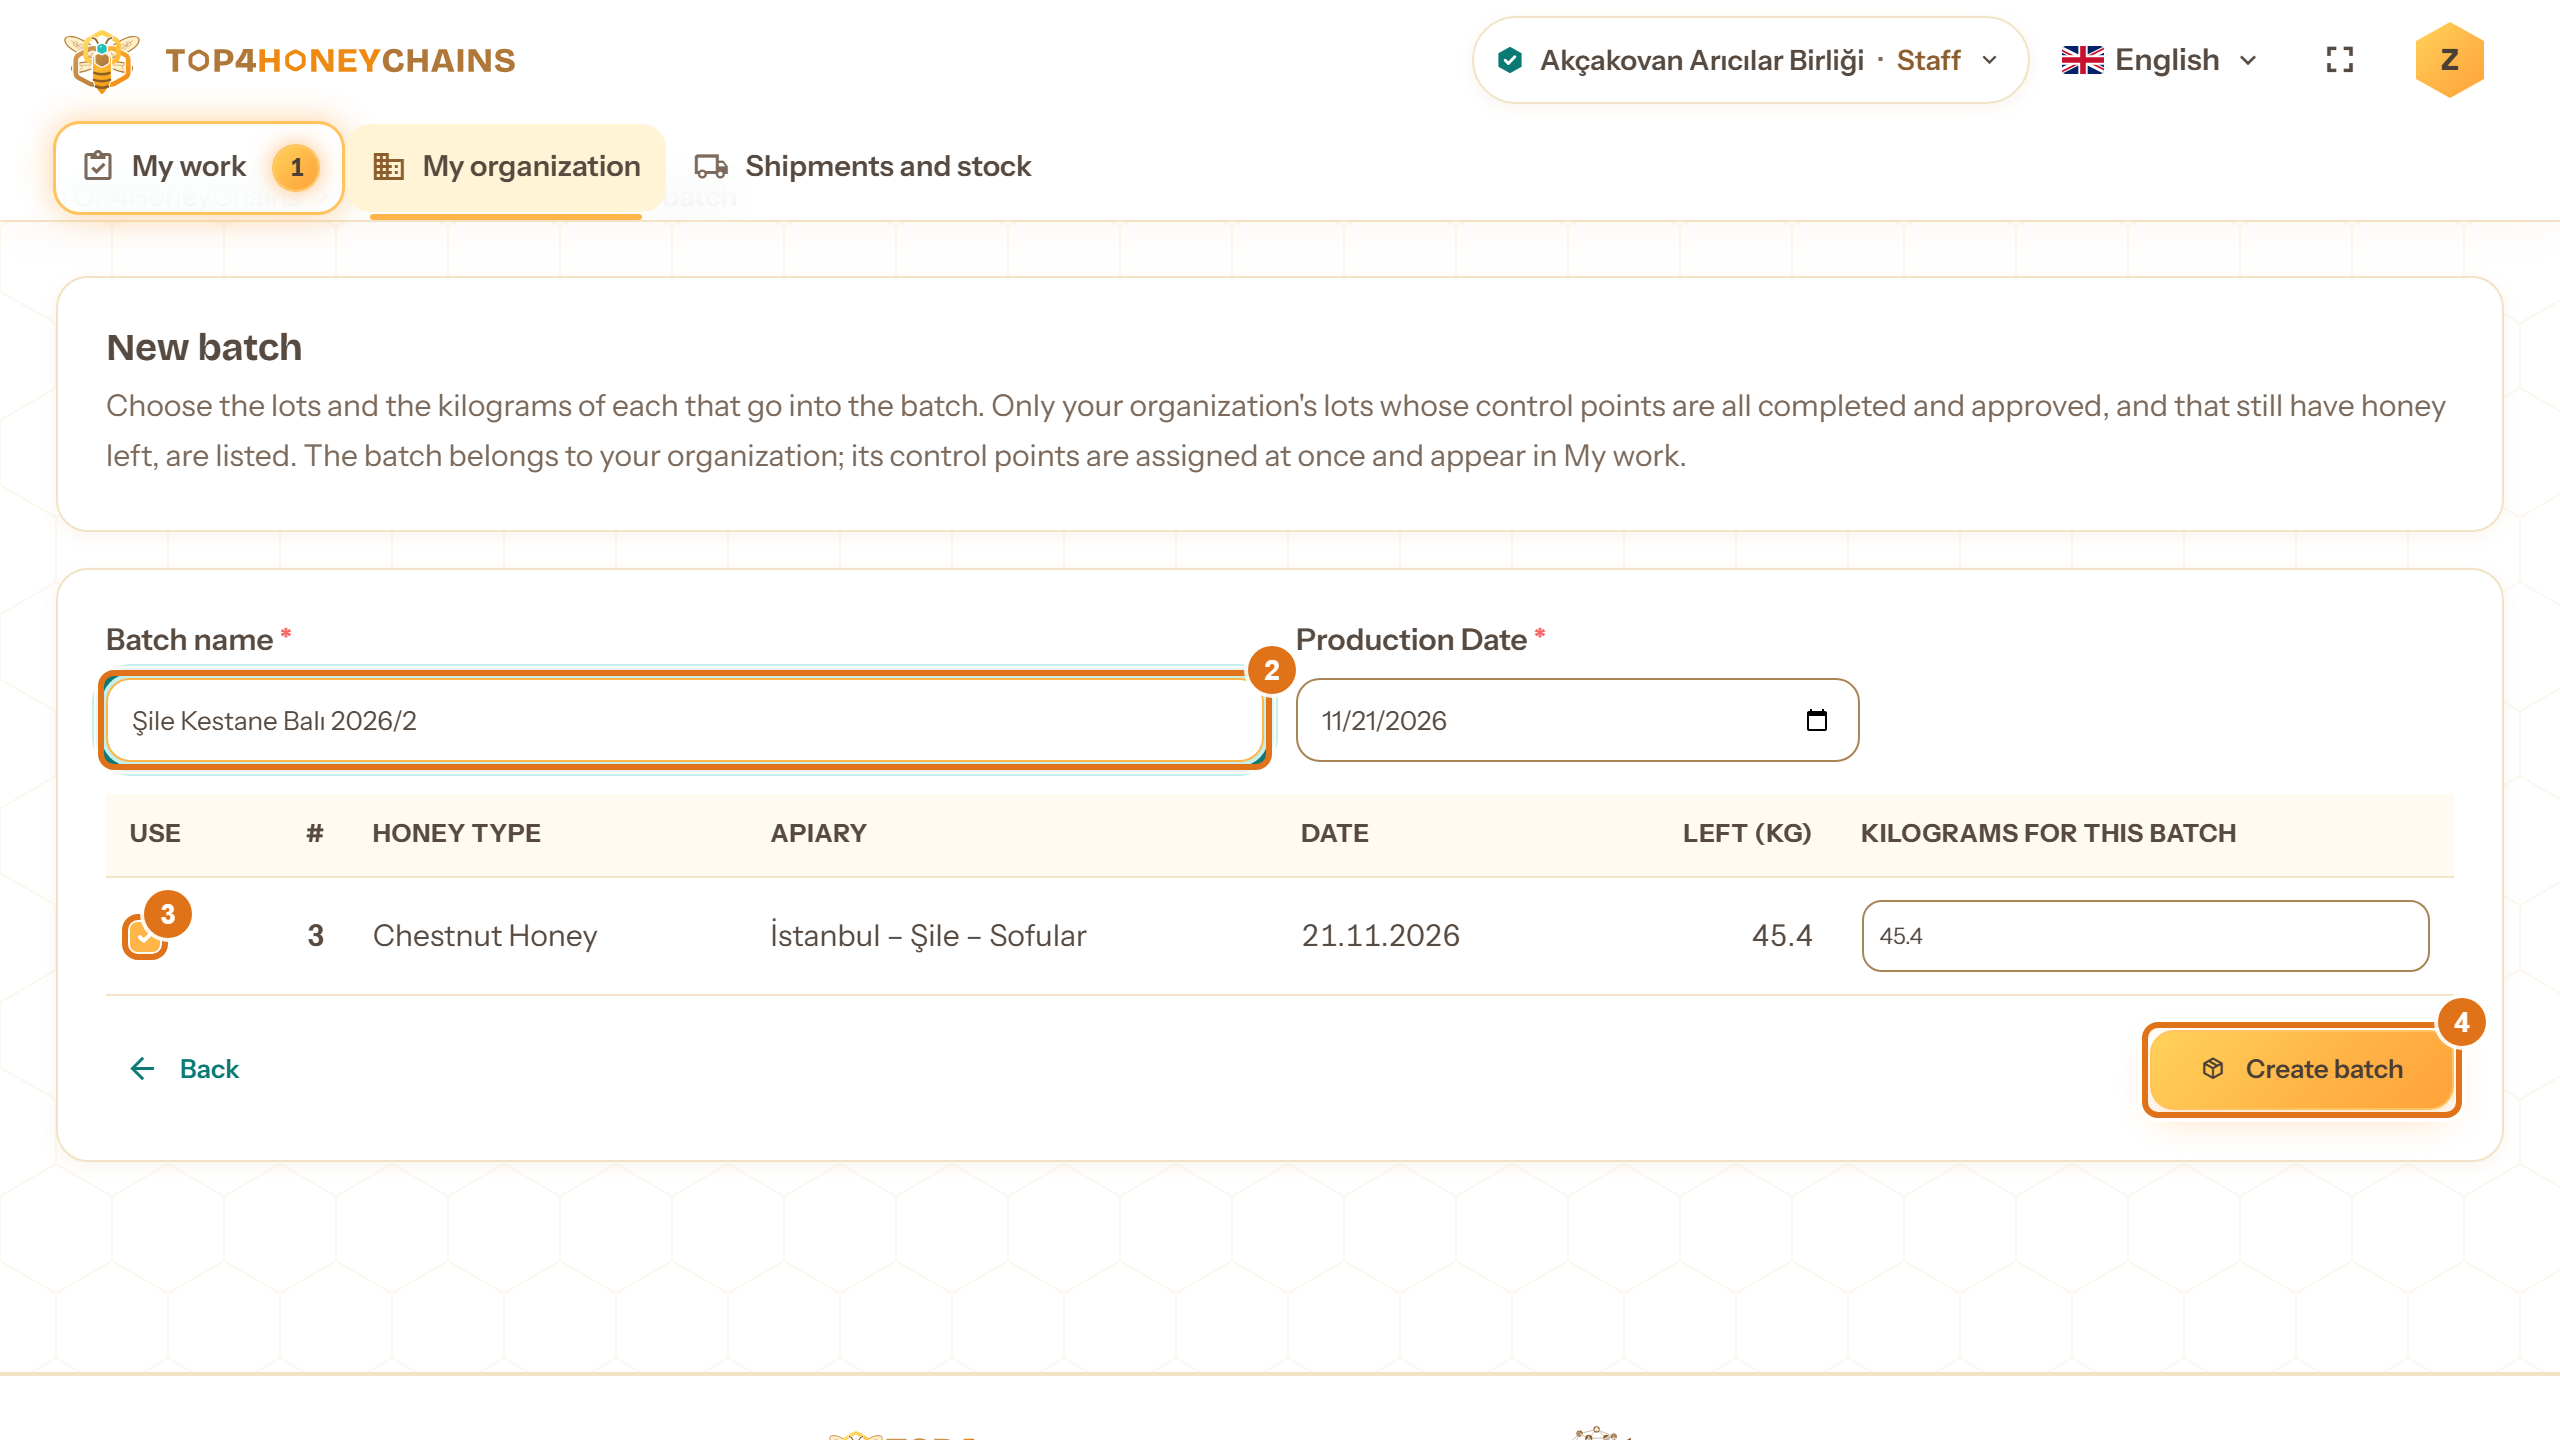 TOP4HONEYCHAINS
Akçakovan Arıcılar Birliği · Staff
English
Z
My work 1
My organization
Shipments and stock
TOP4HoneyChains
batch
New batch
Choose the lots and the kilograms of each that go into the batch. Only your organization's lots whose control points are all completed and approved, and that still have honey
left, are listed. The batch belongs to your organization; its control points are assigned at once and appear in My work.
Batch name *
Production Date *
2
Şile Kestane Balı 2026/2
11/21/2026
USE # HONEY TYPE APIARY DATE LEFT (KG) KILOGRAMS FOR THIS BATCH
3
3 Chestnut Honey İstanbul – Şile – Sofular 21.11.2026 45.4 45.4
4
Back
Create batch